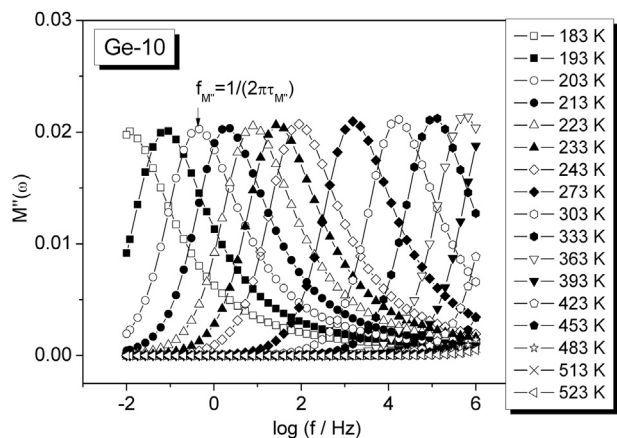 0.03
Ge-10
f_M"=1/(2πτ_M")
0.02
M"(ω)
0.01
0.00
-2 0 2 4 6
log (f / Hz)
183 K
193 K
203 K
213 K
223 K
233 K
243 K
273 K
303 K
333 K
363 K
393 K
423 K
453 K
483 K
513 K
523 K